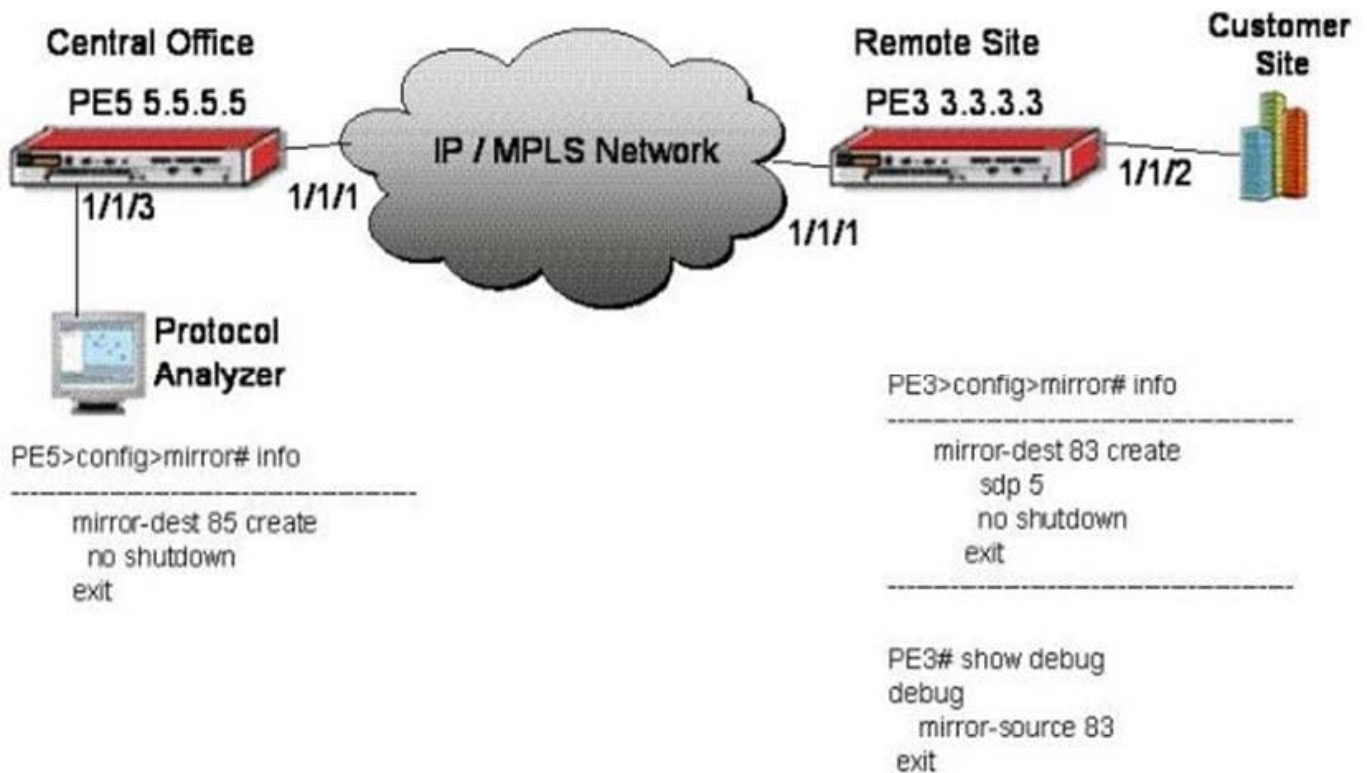 Central Office
PE5 5.5.5.5
1/1/3
1/1/1
IP / MPLS Network
Remote Site
PE3 3.3.3.3
1/1/1
1/1/2
Customer
Site
Protocol
Analyzer
PE5>config>mirror# info
----------------------------------------------
mirror-dest 85 create
no shutdown
exit
PE3>config>mirror# info
----------------------------------------------
mirror-dest 83 create
sdp 5
no shutdown
exit
----------------------------------------------
PE3# show debug
debug
mirror-source 83
exit